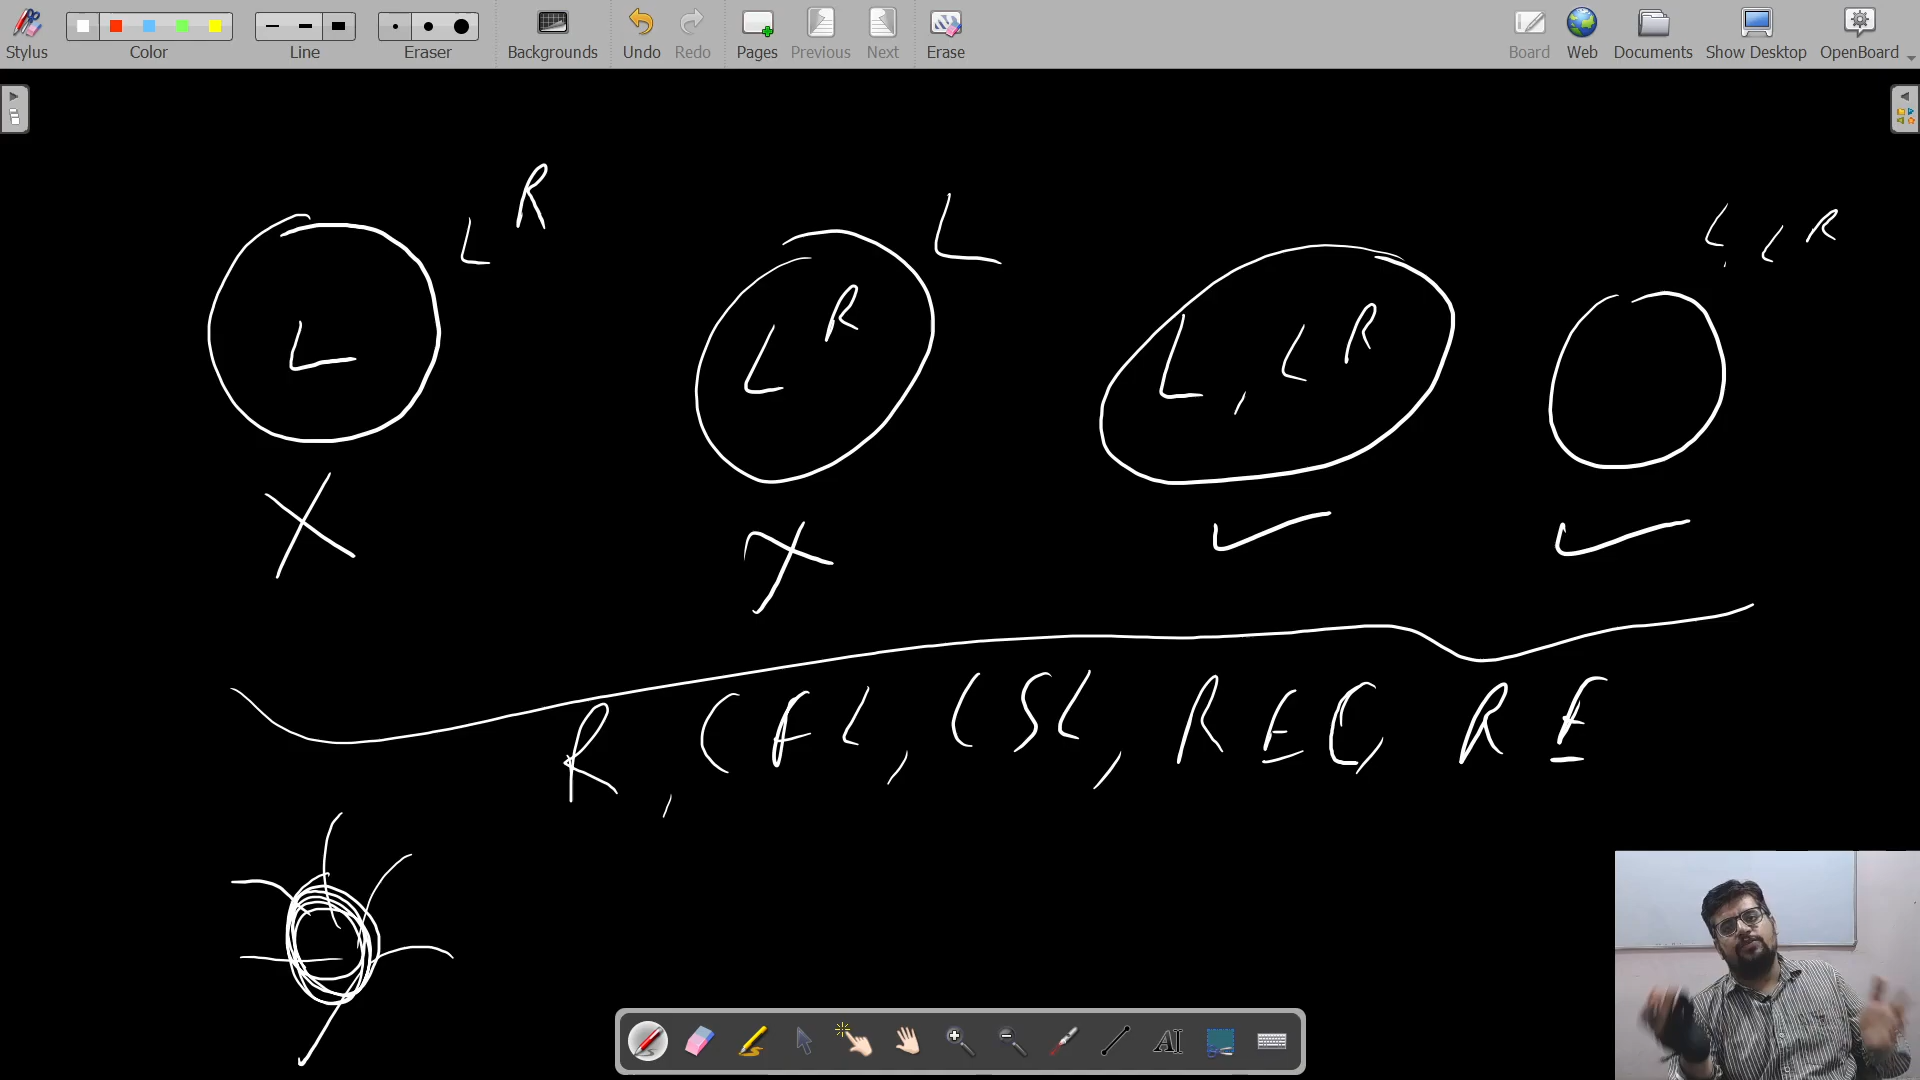 Stylus Color Line Eraser Backgrounds Undo Redo Pages Previous Next Erase Board Web Documents Show Desktop OpenBoard
L R L L, L R
L L R L, L R
R, CFL, CSL, REC, RE
AI